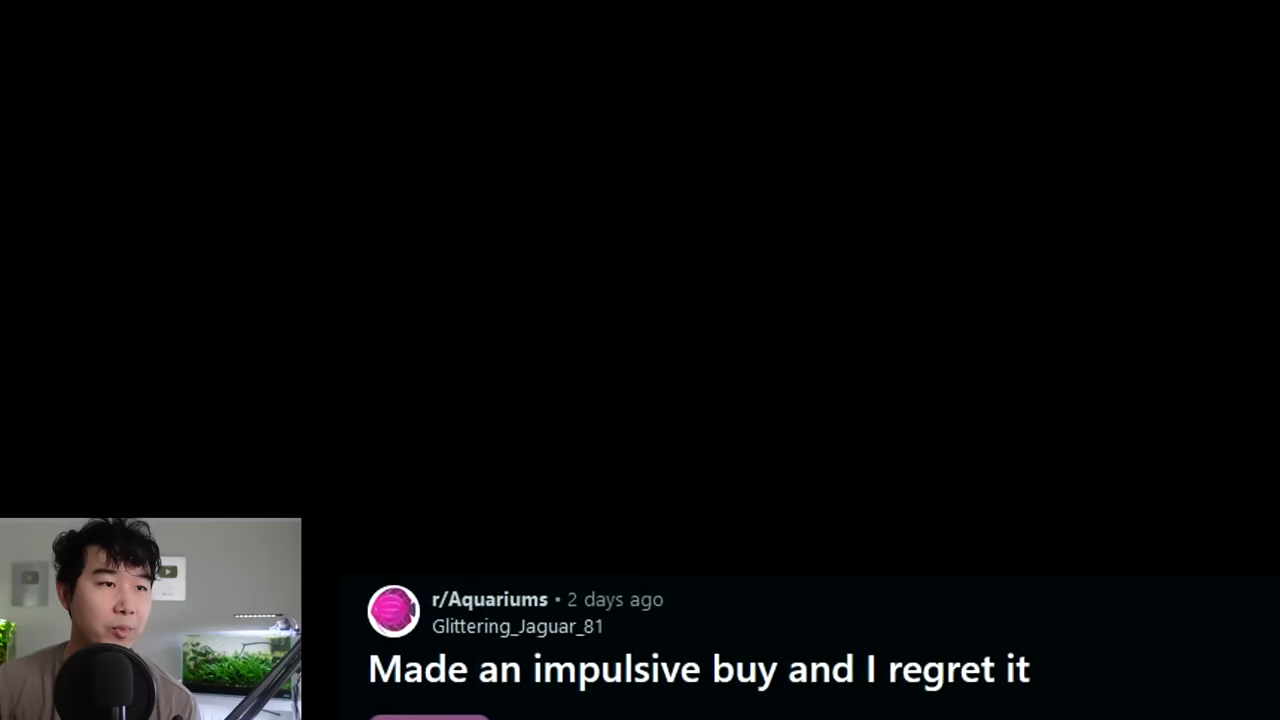 r/Aquariums • 2 days ago
Glittering_Jaguar_81
Made an impulsive buy and I regret it